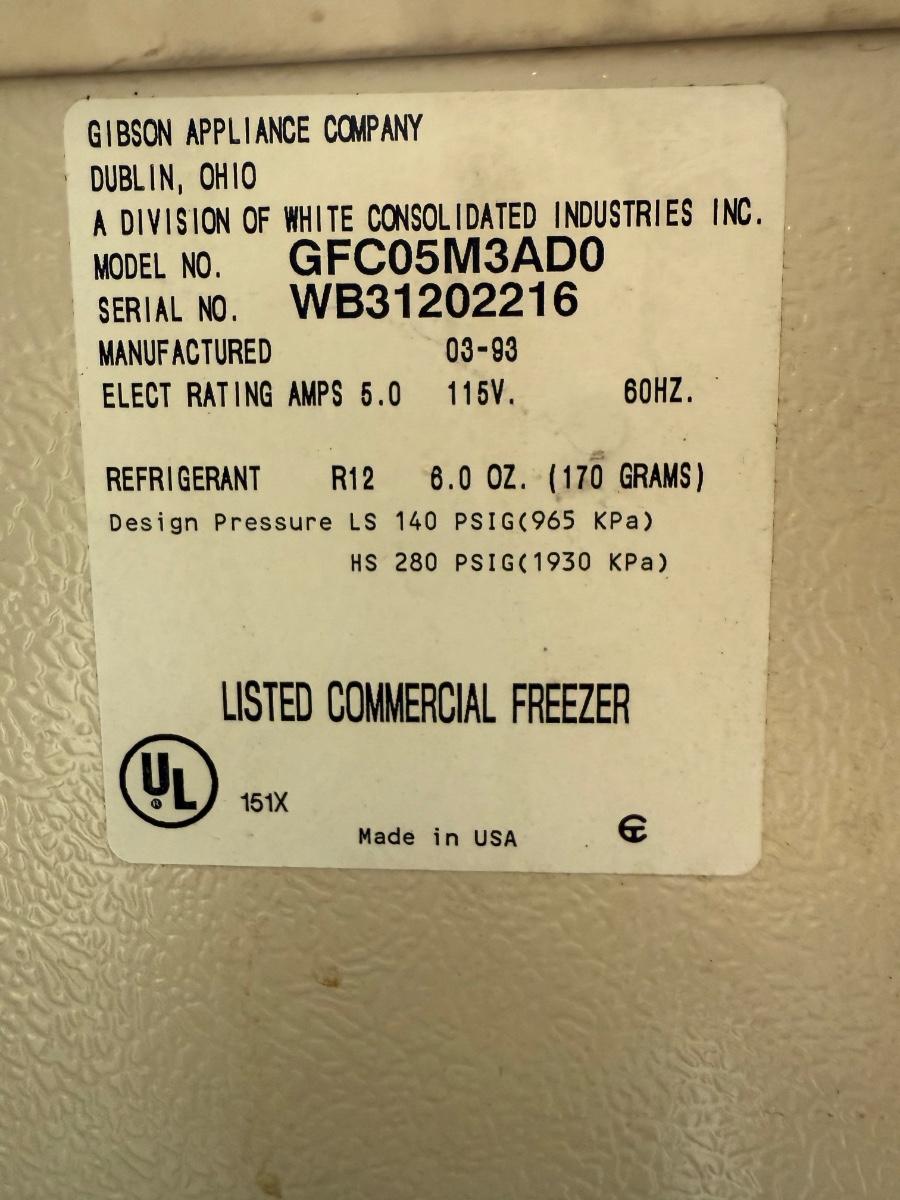 GIBSON APPLIANCE COMPANY
DUBLIN, OHIO
A DIVISION OF WHITE CONSOLIDATED INDUSTRIES INC.
MODEL NO. GFC05M3AD0
SERIAL NO. WB31202216
MANUFACTURED 03-93
ELECT RATING AMPS 5.0 115V. 60HZ.
REFRIGERANT R12 6.0 OZ. (170 GRAMS)
Design Pressure LS 140 PSIG(965 KPa)
HS 280 PSIG(1930 KPa)
LISTED COMMERCIAL FREEZER
UL ® 151X
Made in USA